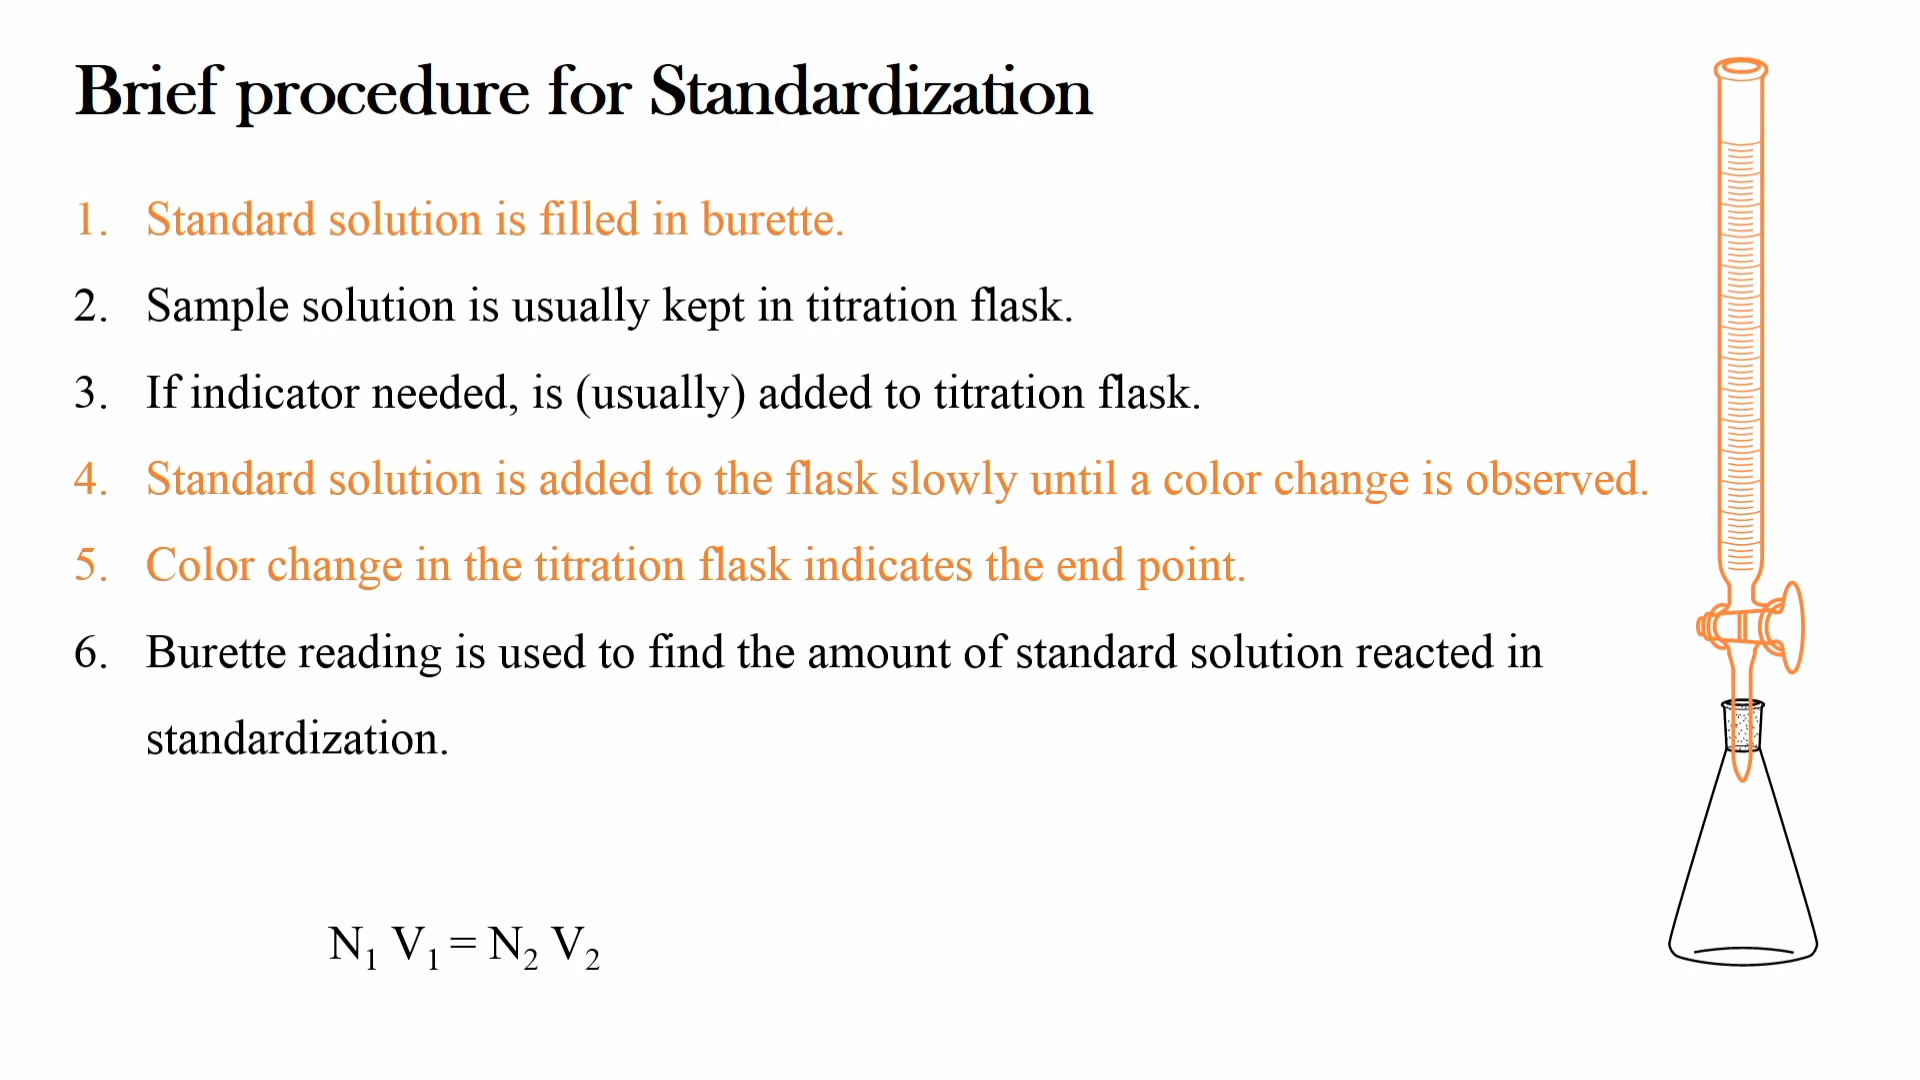 Brief procedure for Standardization
1. Standard solution is filled in burette.
2. Sample solution is usually kept in titration flask.
3. If indicator needed, is (usually) added to titration flask.
4. Standard solution is added to the flask slowly until a color change is observed.
5. Color change in the titration flask indicates the end point.
6. Burette reading is used to find the amount of standard solution reacted in
standardization.
N₁ V₁ = N₂ V₂